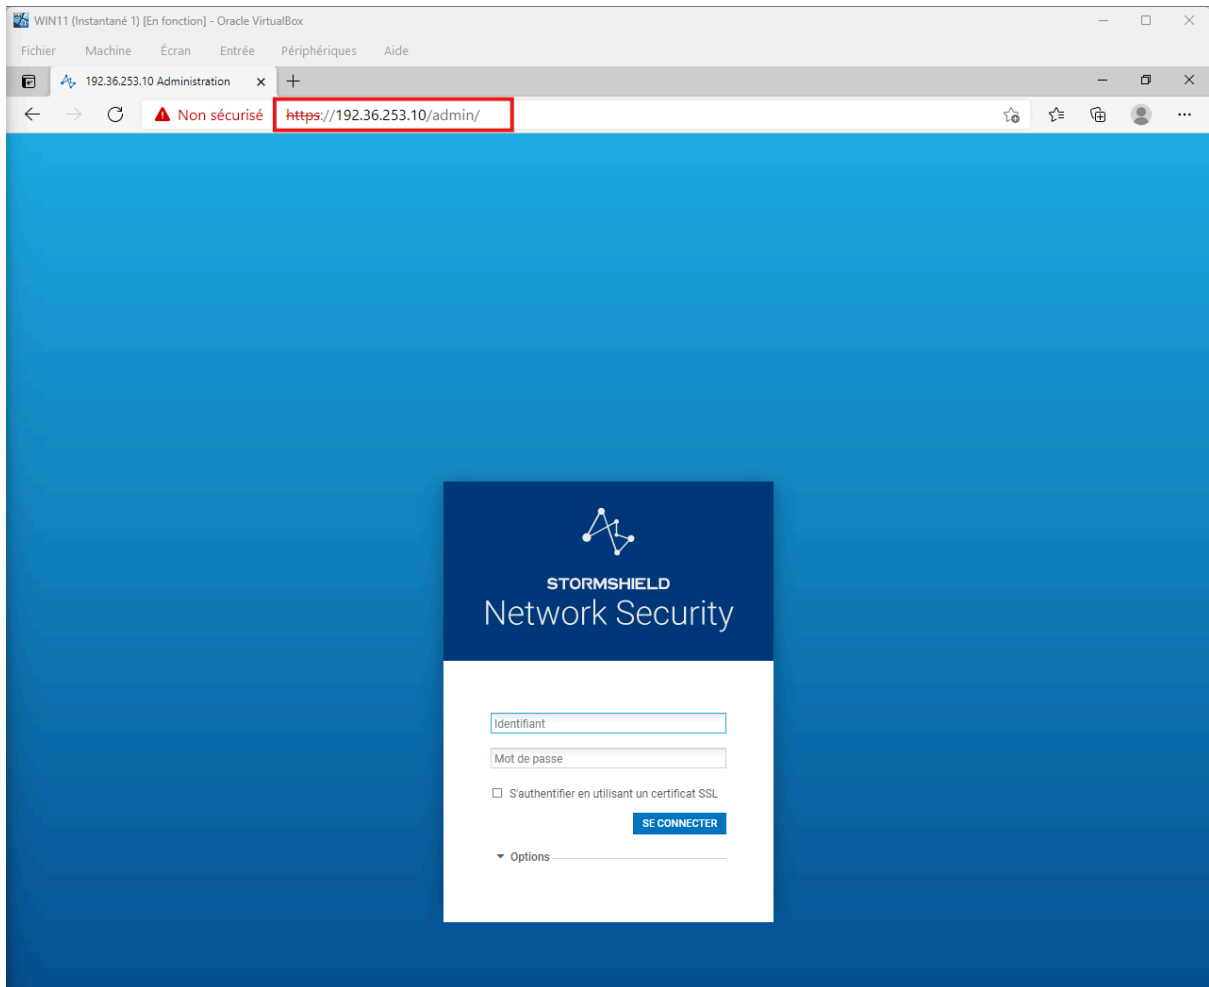 WIN11 (Instantané 1) [En fonction] - Oracle VirtualBox
Fichier Machine Écran Entrée Périphériques Aide
192.36.253.10 Administration
Non sécurisé https://192.36.253.10/admin/
STORMSHIELD
Network Security
Identifiant
Mot de passe
S'authentifier en utilisant un certificat SSL
SE CONNECTER
Options